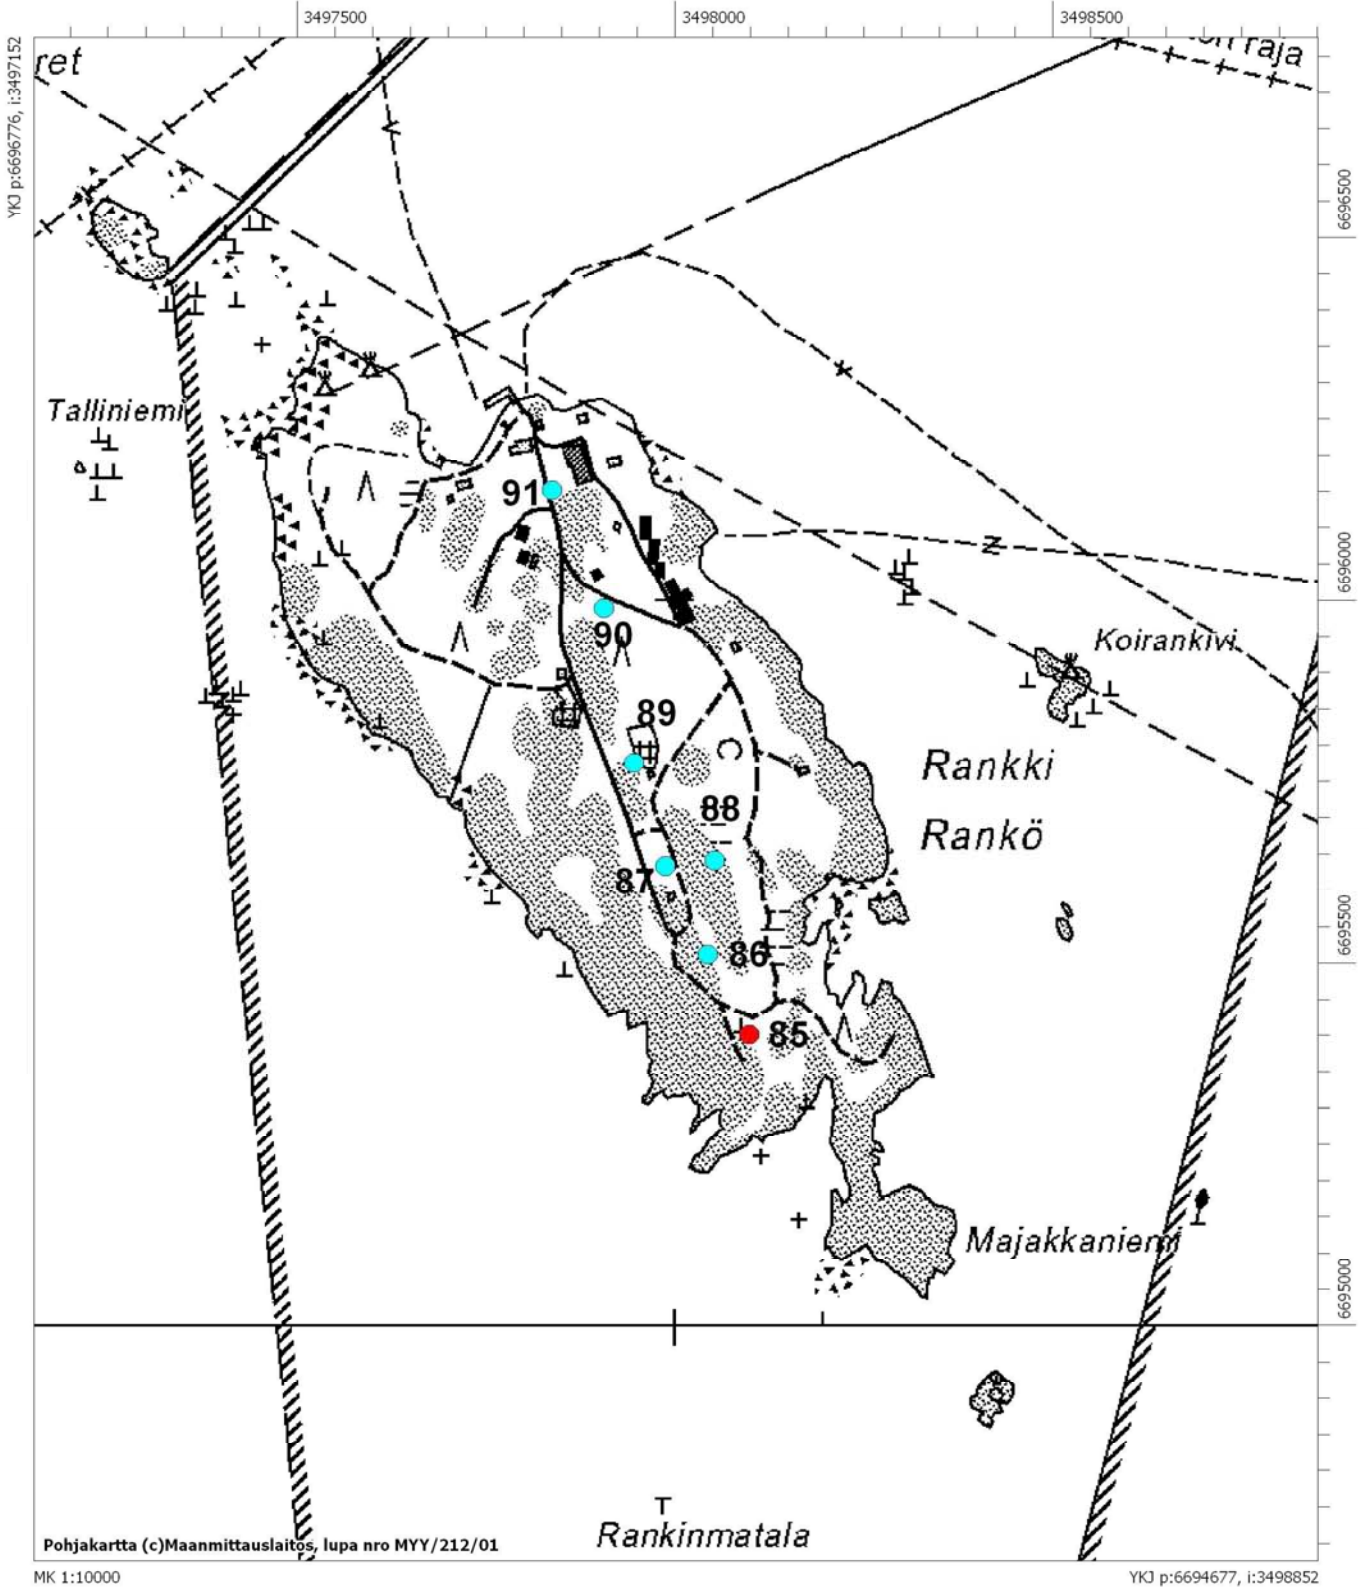 3497500
3498000
3498500
YKJ p:6696776, i:3497152
ret
raja
6696500
Talliniemi
91
6696000
90
Koirankivi
89
Rankki
88
Rankö
87
6695500
86
85
Majakkaniemi
6695000
Rankinmatala
Pohjakartta (c)Maanmittauslaitos, lupa nro MYY/212/01
MK 1:10000
YKJ p:6694677, i:3498852